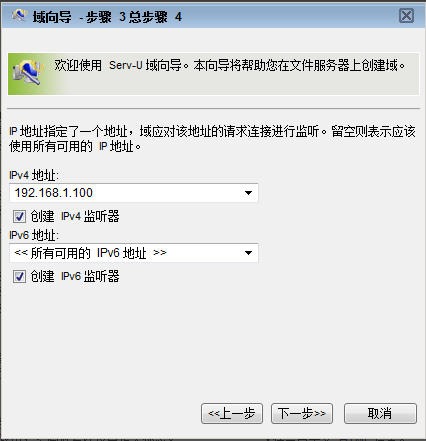 域向导 - 步骤 3 总步骤 4
欢迎使用 Serv-U 域向导。本向导将帮助您在文件服务器上创建域。
IP 地址指定了一个地址，域应对该地址的请求连接进行监听。留空则表示应该
使用所有可用的 IP 地址。
IPv4 地址:
192.168.1.100
创建 IPv4 监听器
IPv6 地址:
<< 所有可用的 IPv6 地址 >>
创建 IPv6 监听器
<<上一步 下一步>> 取消